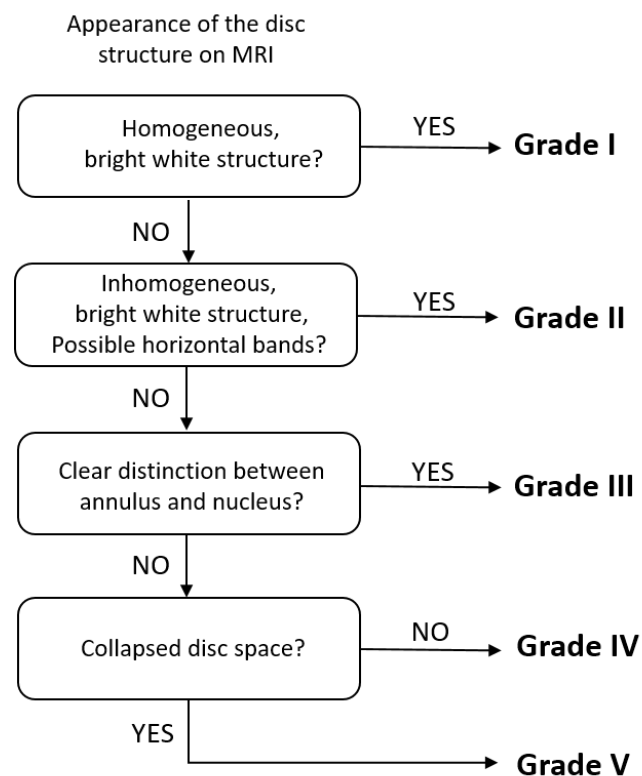 Appearance of the disc
structure on MRI
Homogeneous,
bright white structure?
YES
Grade I
NO
Inhomogeneous,
bright white structure,
Possible horizontal bands?
YES
Grade II
NO
Clear distinction between
annulus and nucleus?
YES
Grade III
NO
Collapsed disc space?
NO
Grade IV
YES
Grade V